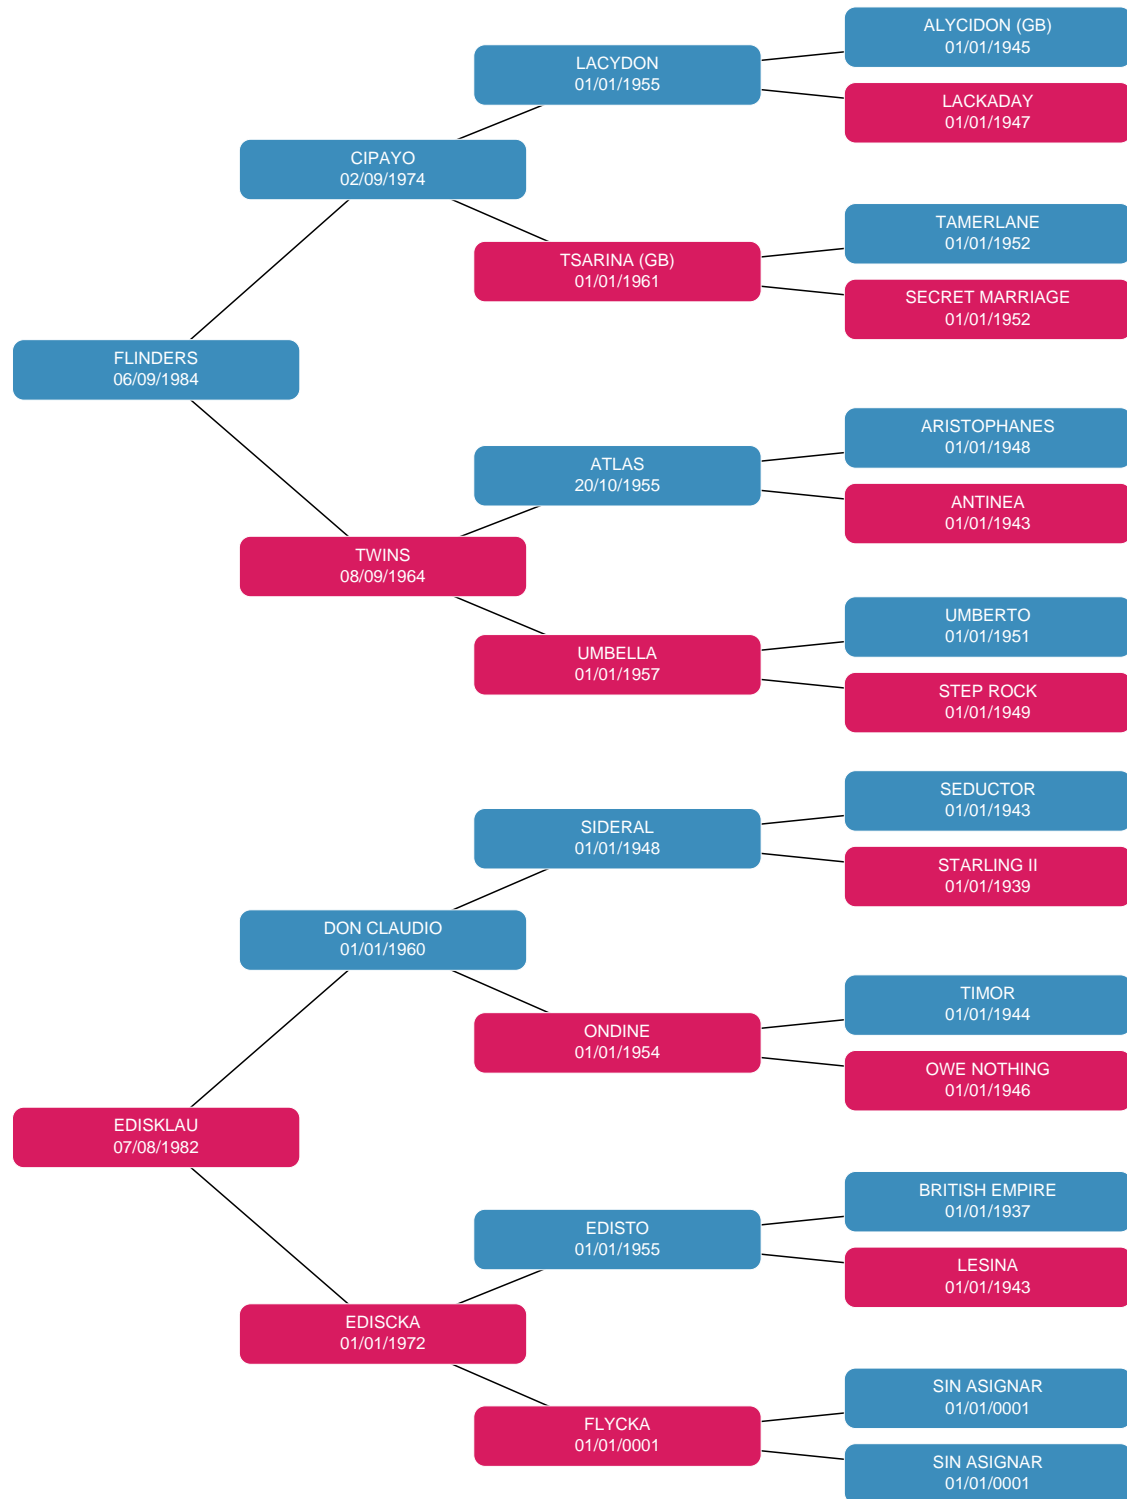 ALYCIDON (GB)
01/01/1945
LACYDON
01/01/1955
LACKADAY
01/01/1947
CIPAYO
02/09/1974
TAMERLANE
01/01/1952
TSARINA (GB)
01/01/1961
SECRET MARRIAGE
01/01/1952
FLINDERS
06/09/1984
ARISTOPHANES
01/01/1948
ATLAS
20/10/1955
ANTINEA
01/01/1943
TWINS
08/09/1964
UMBERTO
01/01/1951
UMBELLA
01/01/1957
STEP ROCK
01/01/1949
SEDUCTOR
01/01/1943
SIDERAL
01/01/1948
STARLING II
01/01/1939
DON CLAUDIO
01/01/1960
TIMOR
01/01/1944
ONDINE
01/01/1954
OWE NOTHING
01/01/1946
EDISKLAU
07/08/1982
BRITISH EMPIRE
01/01/1937
EDISTO
01/01/1955
LESINA
01/01/1943
EDISCKA
01/01/1972
SIN ASIGNAR
01/01/0001
FLYCKA
01/01/0001
SIN ASIGNAR
01/01/0001